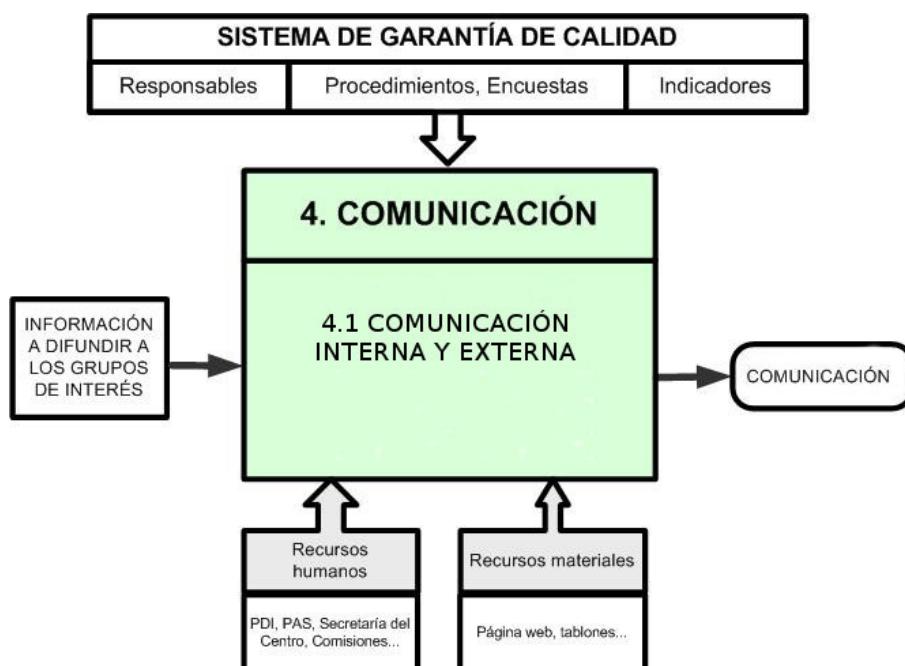 SISTEMA DE GARANTÍA DE CALIDAD
Responsables
Procedimientos, Encuestas
Indicadores
4. COMUNICACIÓN
4.1 COMUNICACIÓN
INTERNA Y EXTERNA
INFORMACIÓN
A DIFUNDIR A
LOS GRUPOS
DE INTERÉS
COMUNICACIÓN
Recursos
humanos
PDI, PAS, Secretaría del
Centro, Comisiones...
Recursos materiales
Página web, tablones...